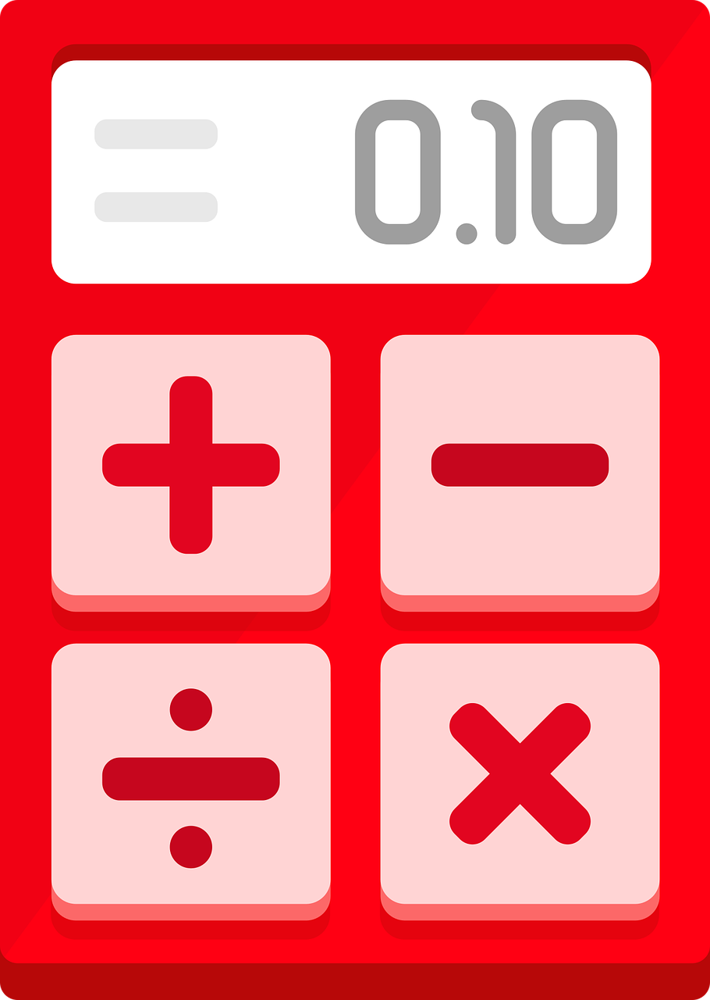 = 0.10
+ −
÷ ×